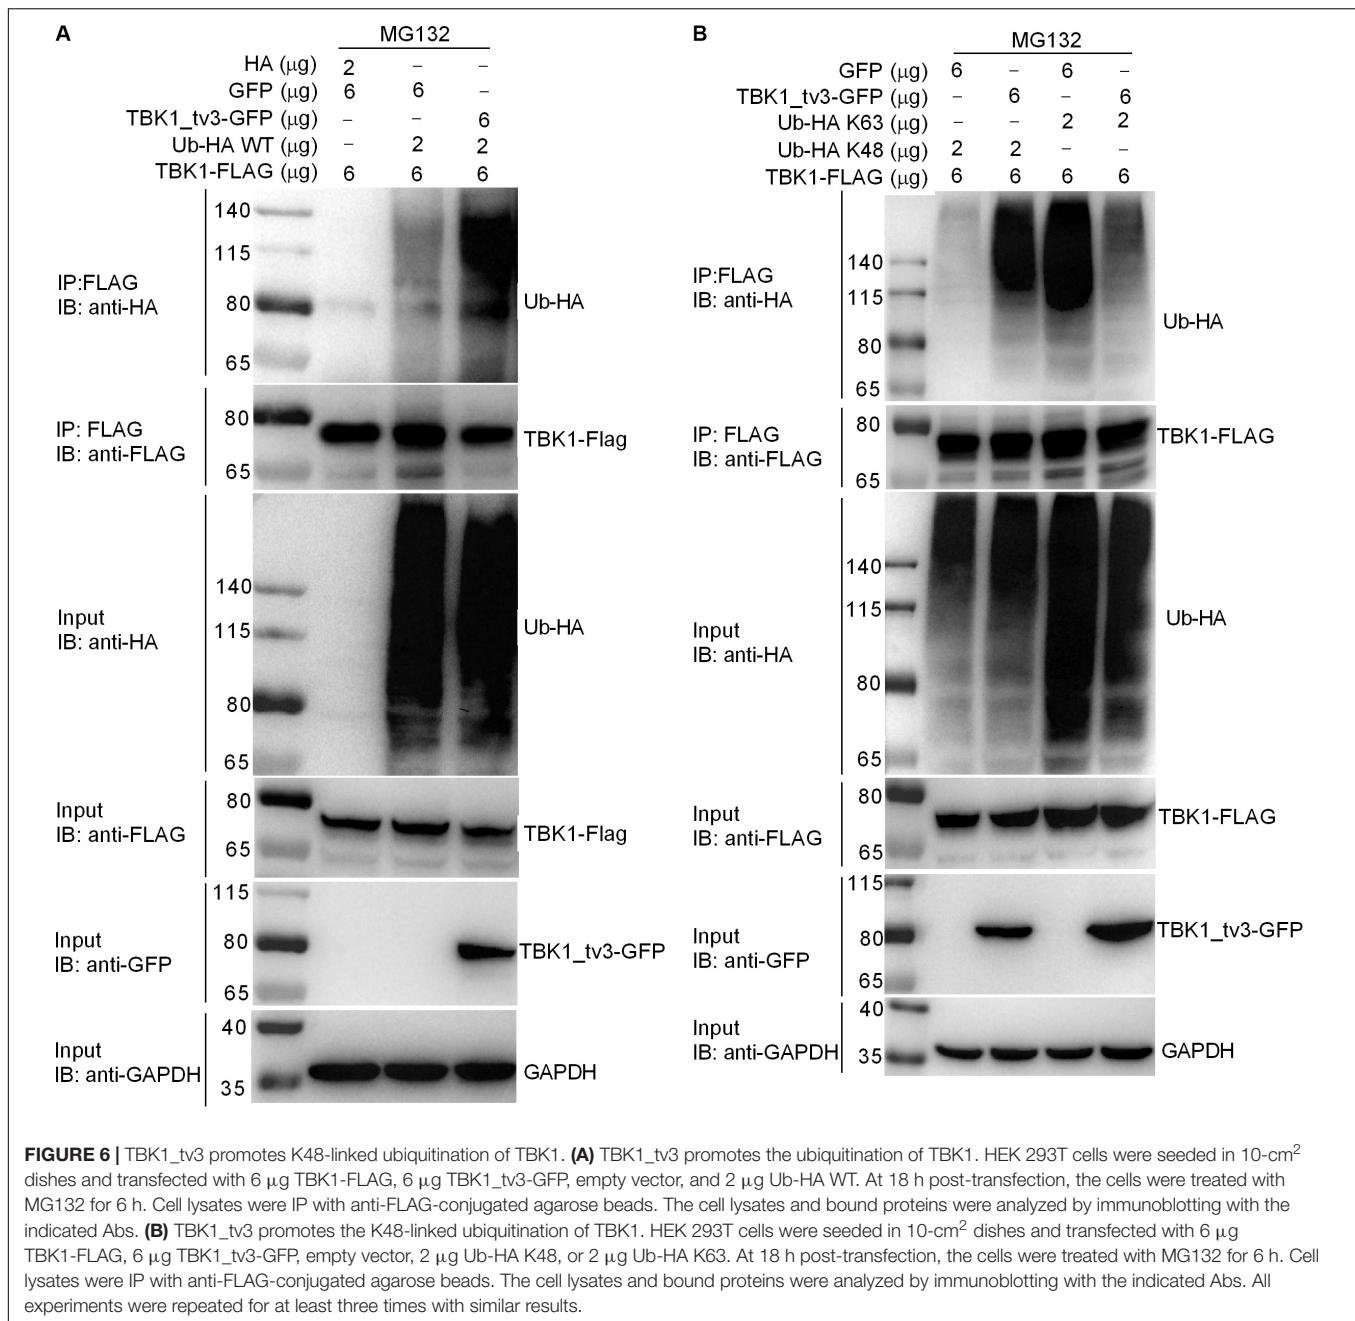 A
MG132
HA (μg) 2 – –
GFP (μg) 6 6 –
TBK1_tv3-GFP (μg) – – 6
Ub-HA WT (μg) – 2 2
TBK1-FLAG (μg) 6 6 6
140
115
IP:FLAG
IB: anti-HA
80
Ub-HA
65
80
IP: FLAG
IB: anti-FLAG
TBK1-Flag
65
140
Input
IB: anti-HA
115
Ub-HA
80
65
80
Input
IB: anti-FLAG
TBK1-Flag
65
115
Input
IB: anti-GFP
80
TBK1_tv3-GFP
65
40
Input
IB: anti-GAPDH
GAPDH
35
B
MG132
GFP (μg) 6 – 6 –
TBK1_tv3-GFP (μg) – 6 – 6
Ub-HA K63 (μg) – – 2 2
Ub-HA K48 (μg) 2 2 – –
TBK1-FLAG (μg) 6 6 6 6
140
IP:FLAG
IB: anti-HA
115
Ub-HA
80
65
80
IP: FLAG
IB: anti-FLAG
TBK1-FLAG
65
140
115
Input
IB: anti-HA
Ub-HA
80
65
80
Input
IB: anti-FLAG
TBK1-FLAG
65
115
Input
IB: anti-GFP
80
TBK1_tv3-GFP
65
40
Input
IB: anti-GAPDH
35
GAPDH
FIGURE 6 | TBK1_tv3 promotes K48-linked ubiquitination of TBK1. (A) TBK1_tv3 promotes the ubiquitination of TBK1. HEK 293T cells were seeded in 10-cm²
dishes and transfected with 6 μg TBK1-FLAG, 6 μg TBK1_tv3-GFP, empty vector, and 2 μg Ub-HA WT. At 18 h post-transfection, the cells were treated with
MG132 for 6 h. Cell lysates were IP with anti-FLAG-conjugated agarose beads. The cell lysates and bound proteins were analyzed by immunoblotting with the
indicated Abs. (B) TBK1_tv3 promotes the K48-linked ubiquitination of TBK1. HEK 293T cells were seeded in 10-cm² dishes and transfected with 6 μg
TBK1-FLAG, 6 μg TBK1_tv3-GFP, empty vector, 2 μg Ub-HA K48, or 2 μg Ub-HA K63. At 18 h post-transfection, the cells were treated with MG132 for 6 h. Cell
lysates were IP with anti-FLAG-conjugated agarose beads. The cell lysates and bound proteins were analyzed by immunoblotting with the indicated Abs. All
experiments were repeated for at least three times with similar results.